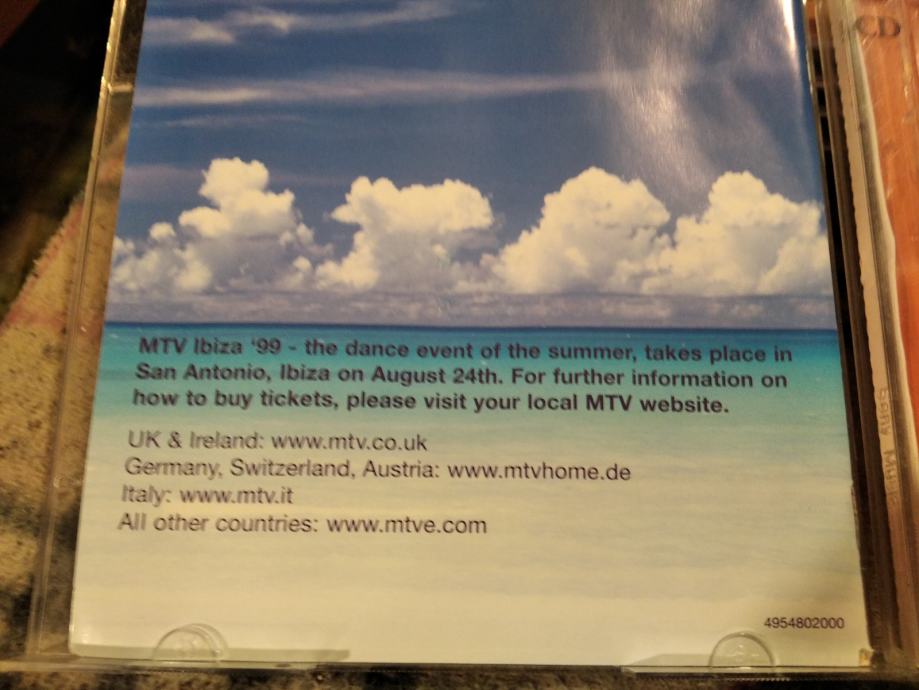 CD
MTV Ibiza '99 - the dance event of the summer, takes place in
San Antonio, Ibiza on August 24th. For further information on
how to buy tickets, please visit your local MTV website.
UK & Ireland: www.mtv.co.uk
Germany, Switzerland, Austria: www.mtvhome.de
Italy: www.mtv.it
All other countries: www.mtve.com
4954802000